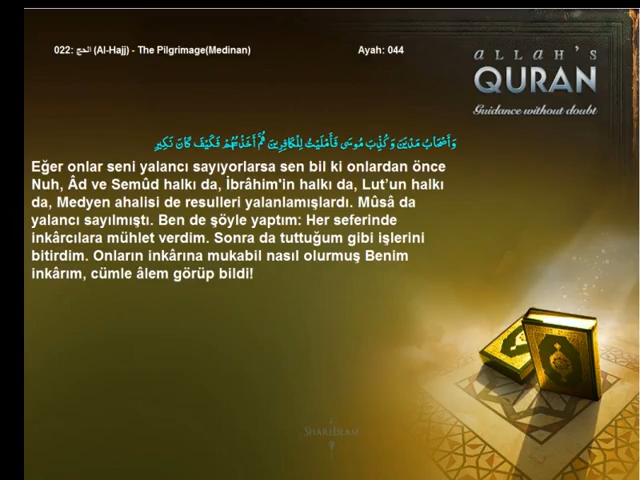 022: الحج (Al-Hajj) - The Pilgrimage(Medinan) Ayah: 044
ALLAH'S
QURAN
Guidance without doubt
وَأَصْحَابُ مَدْيَنَ وَكُذِّبَ مُوسَى فَأَمْلَيْتُ لِلْكَافِرِينَ ثُمَّ أَخَذْتُهُمْ فَكَيْفَ كَانَ نَكِيرِ
Eğer onlar seni yalancı sayıyorlarsa sen bil ki onlardan önce
Nuh, Âd ve Semûd halkı da, İbrâhim'in halkı da, Lut’un halkı
da, Medyen ahalisi de resulleri yalanlamışlardı. Mûsâ da
yalancı sayılmıştı. Ben de şöyle yaptım: Her seferinde
inkârcılara mühlet verdim. Sonra da tuttuğum gibi işlerini
bitirdim. Onların inkârına mukabil nasıl olurmuş Benim
inkârım, cümle âlem görüp bildi!
SHAREISLAM